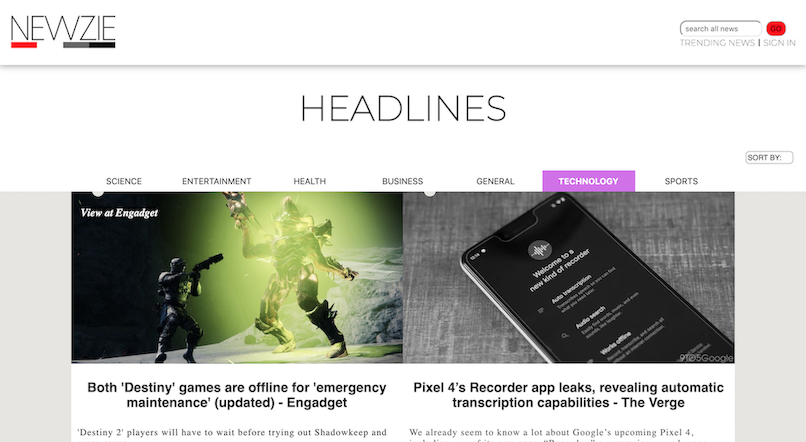 NEWZIE
search all news
GO
TRENDING NEWS | SIGN IN
HEADLINES
SORT BY:
SCIENCE ENTERTAINMENT HEALTH BUSINESS GENERAL TECHNOLOGY SPORTS
View at Engadget
Welcome to a
new kind of recorder
Auto transcription
Audio search
Works offline
9TO5Google
Both 'Destiny' games are offline for 'emergency
maintenance' (updated) - Engadget
'Destiny 2' players will have to wait before trying out Shadowkeep and
Pixel 4’s Recorder app leaks, revealing automatic
transcription capabilities - The Verge
We already seem to know a lot about Google’s upcoming Pixel 4,